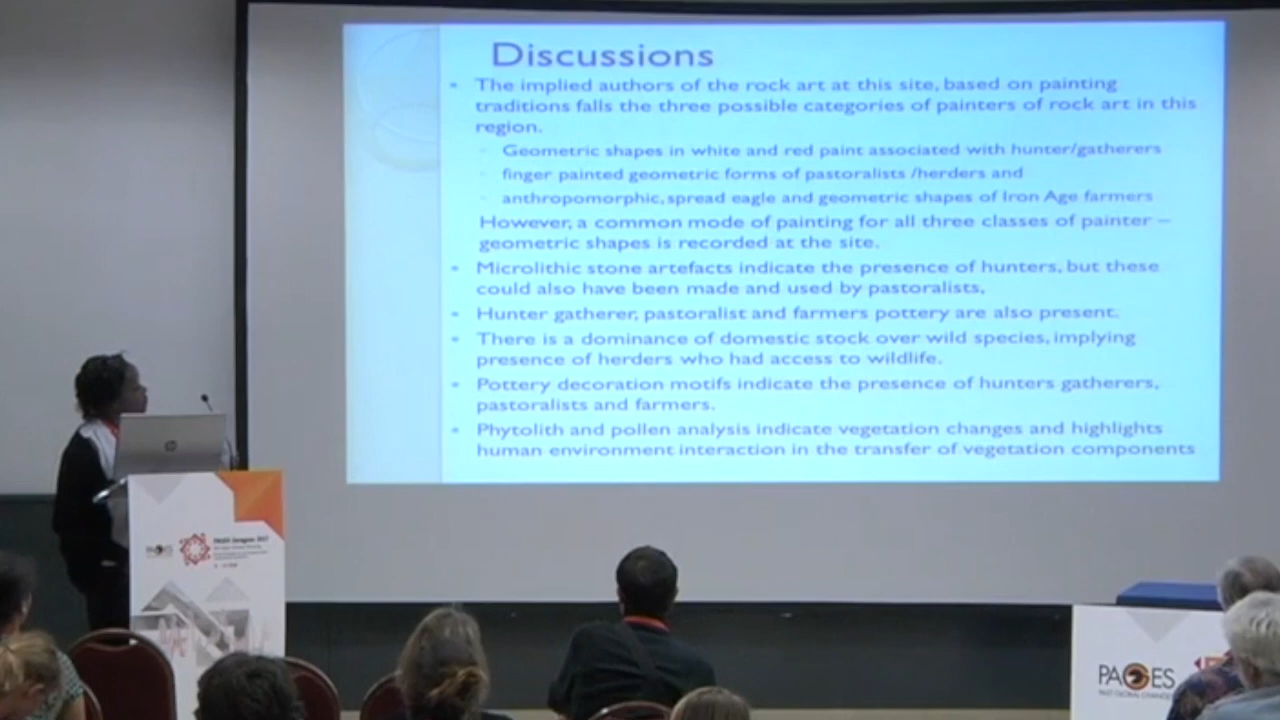 Discussions
The implied authors of the rock art at this site, based on painting
traditions falls the three possible categories of painters of rock art in this
region.
Geometric shapes in white and red paint associated with hunter/gatherers
finger painted geometric forms of pastoralists /herders and
anthropomorphic, spread eagle and geometric shapes of Iron Age farmers
However, a common mode of painting for all three classes of painter –
geometric shapes is recorded at the site.
Microlithic stone artefacts indicate the presence of hunters, but these
could also have been made and used by pastoralists,
Hunter gatherer, pastoralist and farmers pottery are also present.
There is a dominance of domestic stock over wild species, implying
presence of herders who had access to wildlife.
Pottery decoration motifs indicate the presence of hunters gatherers,
pastoralists and farmers.
Phytolith and pollen analysis indicate vegetation changes and highlights
human environment interaction in the transfer of vegetation components
hp
PAGES
PAGES
PAST GLOBAL CHANGES